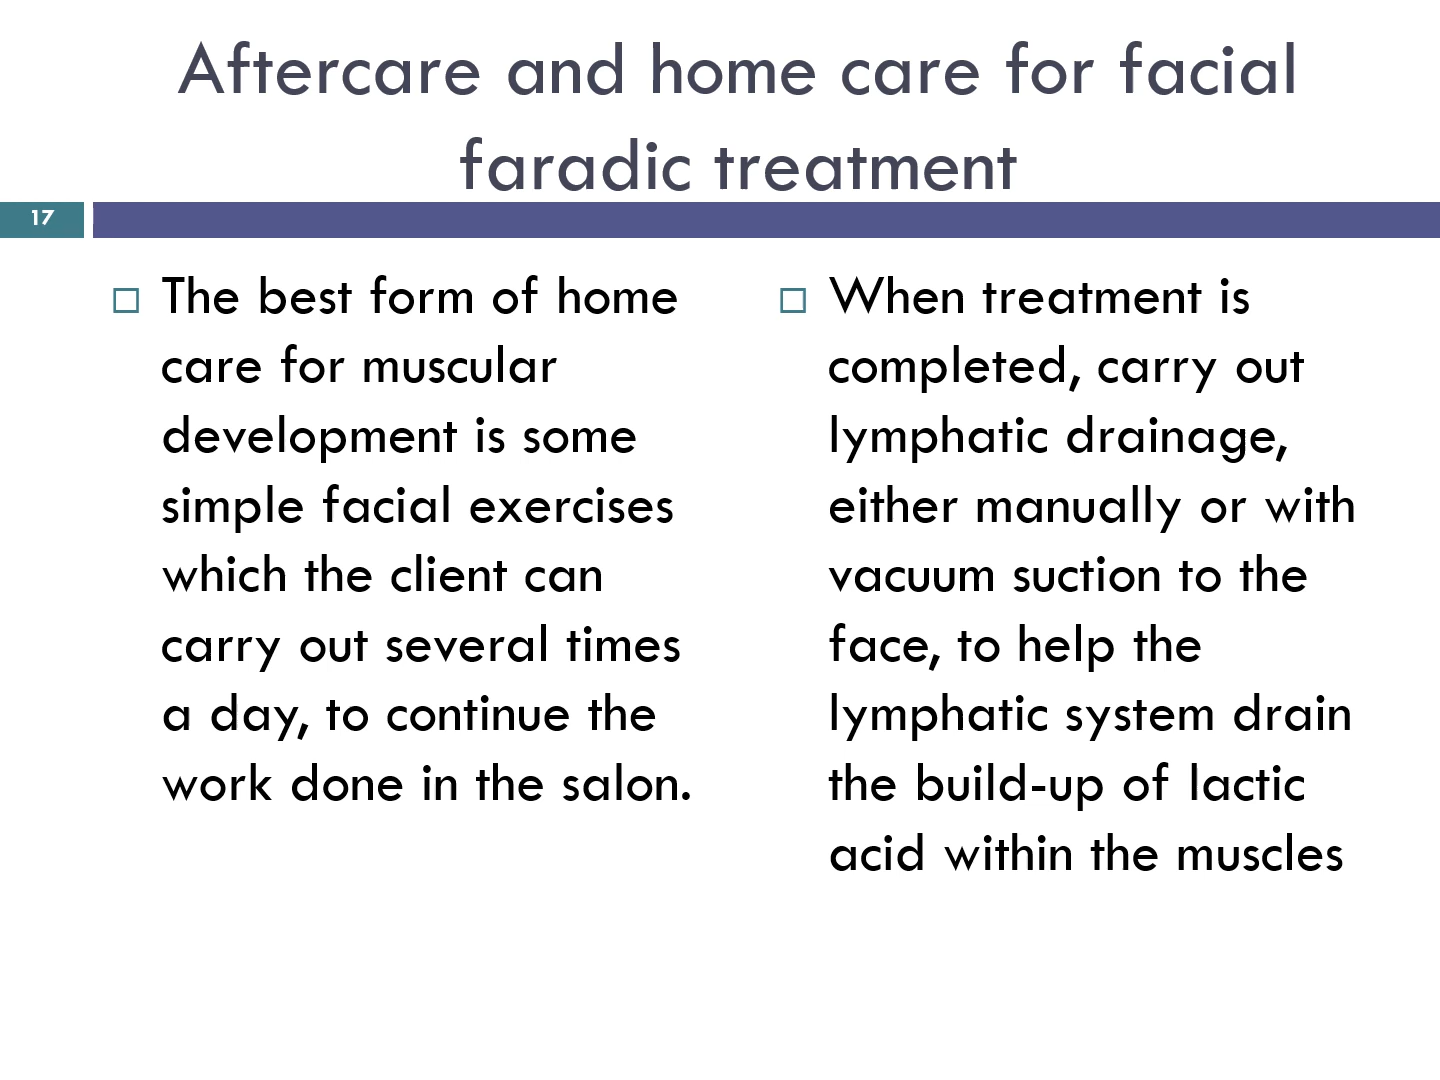 Aftercare and home care for facial
faradic treatment
17
The best form of home
care for muscular
development is some
simple facial exercises
which the client can
carry out several times
a day, to continue the
work done in the salon.
When treatment is
completed, carry out
lymphatic drainage,
either manually or with
vacuum suction to the
face, to help the
lymphatic system drain
the build-up of lactic
acid within the muscles